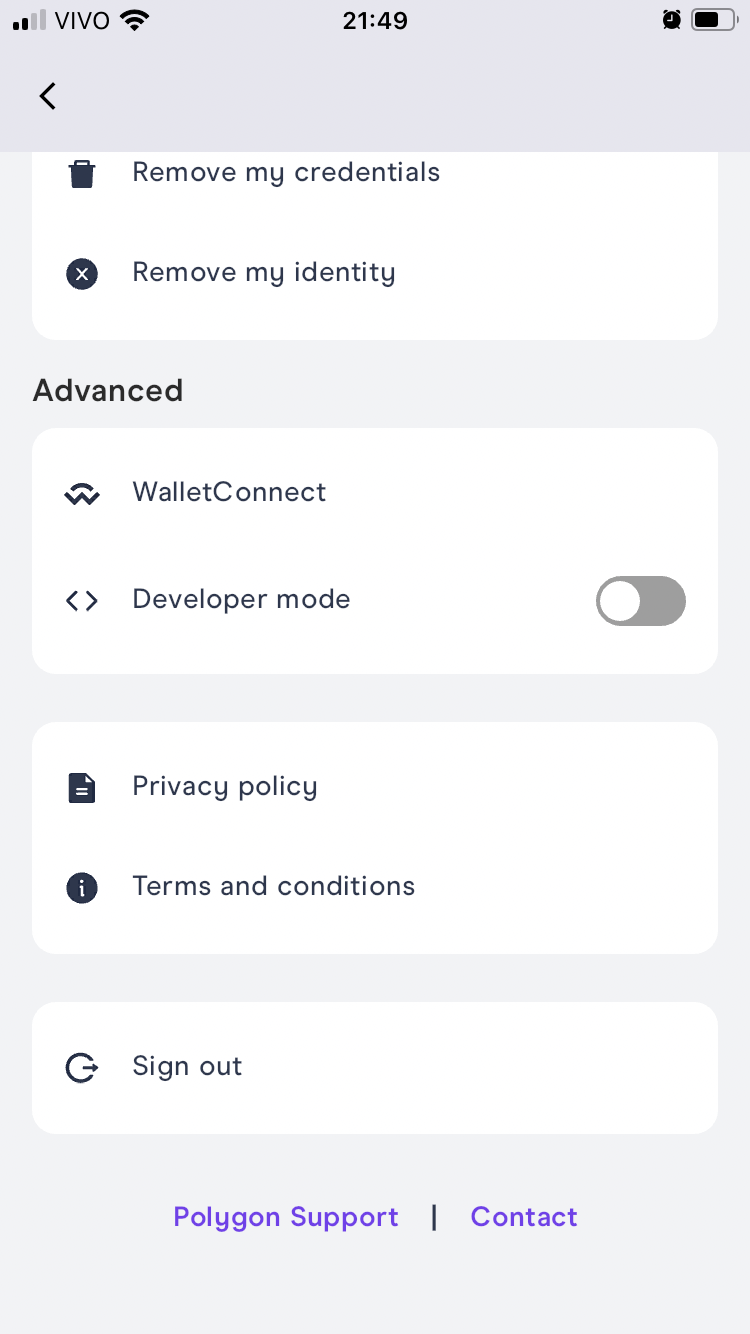 VIVO
21:49
Remove my credentials
Remove my identity
Advanced
WalletConnect
Developer mode
Privacy policy
Terms and conditions
Sign out
Polygon Support | Contact